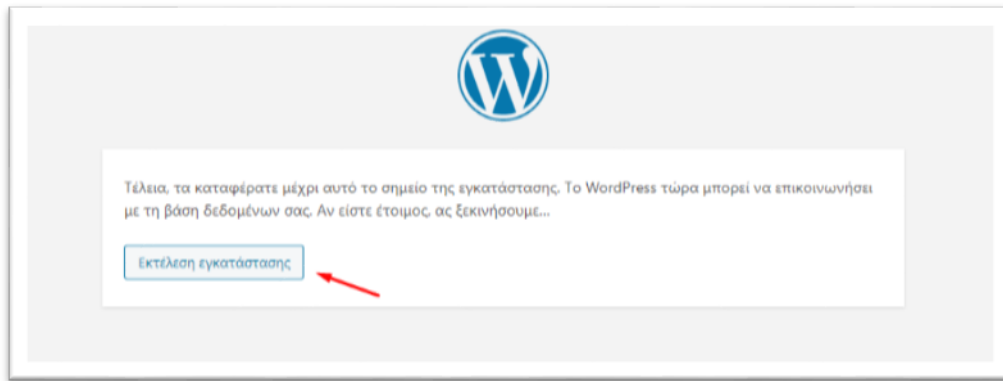 Τέλεια, τα καταφέρατε μέχρι αυτό το σημείο της εγκατάστασης. Το WordPress τώρα μπορεί να επικοινωνήσει
με τη βάση δεδομένων σας. Αν είστε έτοιμος, ας ξεκινήσουμε...
Εκτέλεση εγκατάστασης